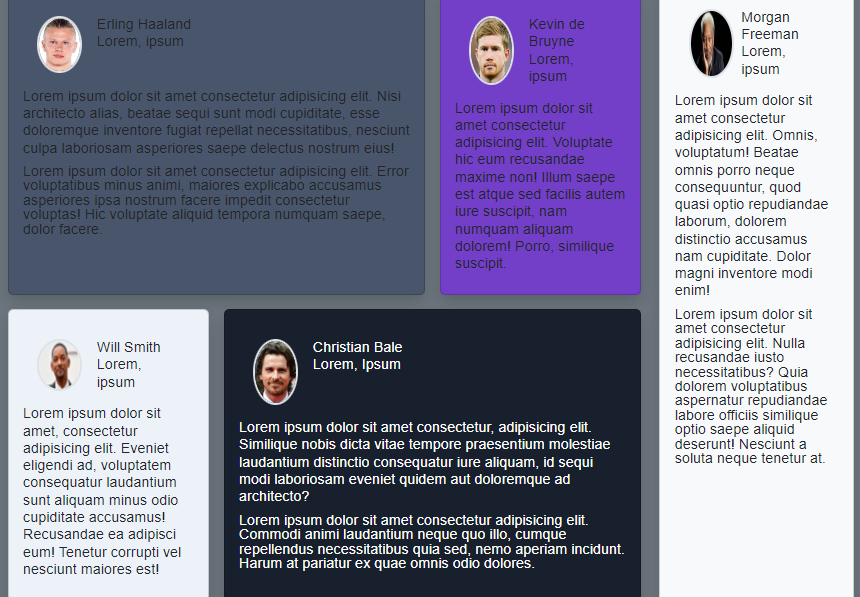 Erling Haaland
Lorem, ipsum
Lorem ipsum dolor sit amet consectetur adipisicing elit. Nisi
architecto alias, beatae sequi sunt modi cupiditate, esse
doloremque inventore fugiat repellat necessitatibus, nesciunt
culpa laboriosam asperiores saepe delectus nostrum eius!
Lorem ipsum dolor sit amet consectetur adipisicing elit. Error
voluptatibus minus animi, maiores explicabo accusamus
asperiores ipsa nostrum facere impedit consectetur
voluptas! Hic voluptate aliquid tempora numquam saepe,
dolor facere.
Kevin de
Bruyne
Lorem,
ipsum
Lorem ipsum dolor sit
amet consectetur
adipisicing elit. Voluptate
hic eum recusandae
maxime non! Illum saepe
est atque sed facilis autem
iure suscipit, nam
numquam aliquam
dolorem! Porro, similique
suscipit.
Morgan
Freeman
Lorem,
ipsum
Lorem ipsum dolor sit
amet consectetur
adipisicing elit. Omnis,
voluptatum! Beatae
omnis porro neque
consequuntur, quod
quasi optio repudiandae
laborum, dolorem
distinctio accusamus
nam cupiditate. Dolor
magni inventore modi
enim!
Lorem ipsum dolor sit
amet consectetur
adipisicing elit. Nulla
recusandae iusto
necessitatibus? Quia
dolorem voluptatibus
aspernatur repudiandae
labore officiis similique
optio saepe aliquid
deserunt! Nesciunt a
soluta neque tenetur at.
Will Smith
Lorem,
ipsum
Lorem ipsum dolor sit
amet, consectetur
adipisicing elit. Eveniet
eligendi ad, voluptatem
consequatur laudantium
sunt aliquam minus odio
cupiditate accusamus!
Recusandae ea adipisci
eum! Tenetur corrupti vel
nesciunt maiores est!
Christian Bale
Lorem, Ipsum
Lorem ipsum dolor sit amet consectetur, adipisicing elit.
Similique nobis dicta vitae tempore praesentium molestiae
laudantium distinctio consequatur iure aliquam, id sequi
modi laboriosam eveniet quidem aut doloremque ad
architecto?
Lorem ipsum dolor sit amet consectetur adipisicing elit.
Commodi animi laudantium neque quo illo, cumque
repellendus necessitatibus quia sed, nemo aperiam incidunt.
Harum at pariatur ex quae omnis odio dolores.